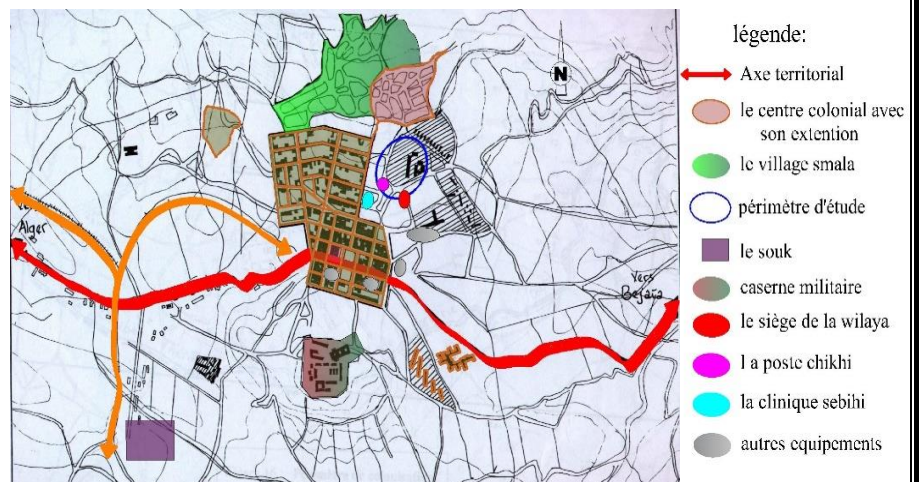 légende:
Axe territorial
le centre colonial avec
son extention
le village smala
périmètre d'étude
le souk
caserne militaire
le siège de la wilaya
l a poste chikhi
la clinique sebihi
autres equipements
N
Vers
Alger
Vers
Bejaia